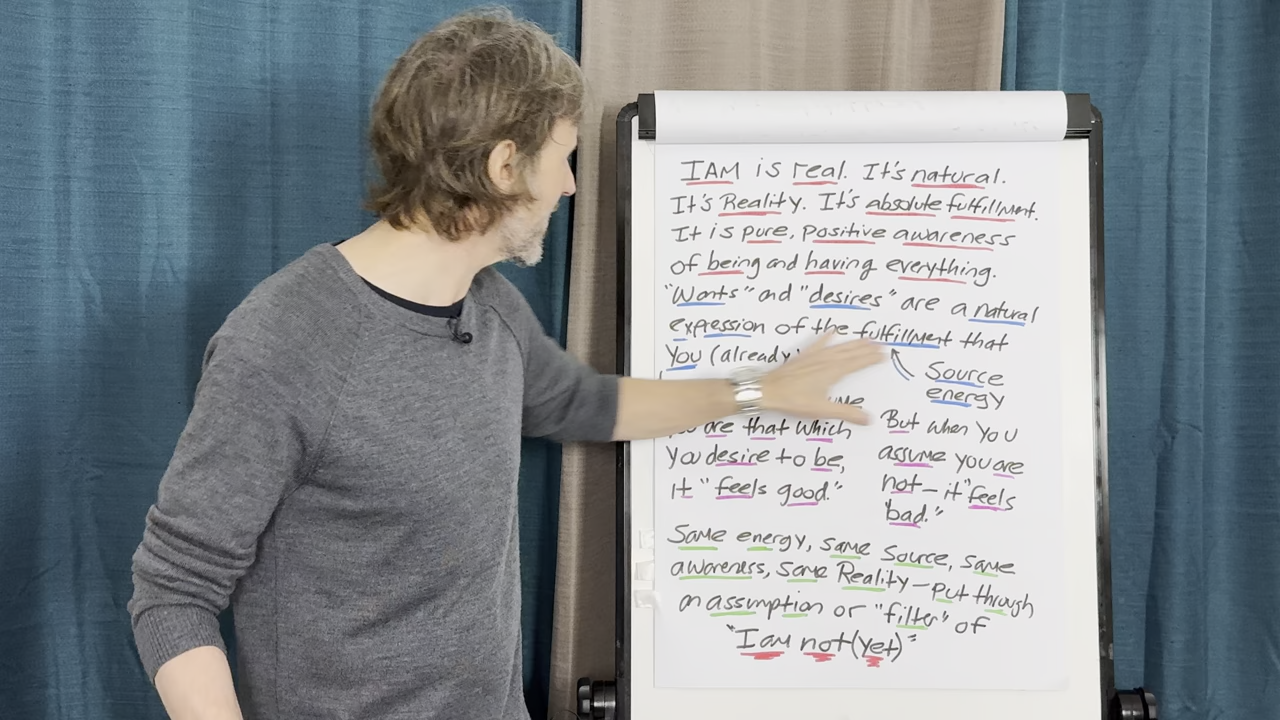 IAM is real. It's natural.
It's Reality. It's absolute fulfillment.
It is pure, positive awareness
of being and having everything.
"Wants" and "desires" are a natural
expression of the fulfillment that
You (already
Source
energy
are that which
you desire to be,
it "feels good."
But when you
assume you are
not – it "feels
bad."
Same energy, same source, same
awareness, same Reality – put through
an assumption or "filter" of
"I am not (yet)"